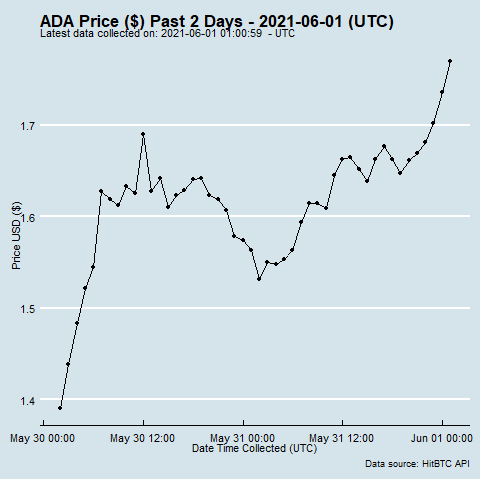 ADA Price ($) Past 2 Days - 2021-06-01 (UTC)
Latest data collected on: 2021-06-01 01:00:59  - UTC
1.7
1.6
1.5
1.4
Price USD ($)
May 30 00:00
May 30 12:00
May 31 00:00
May 31 12:00
Jun 01 00:00
Date Time Collected (UTC)
Data source: HitBTC API